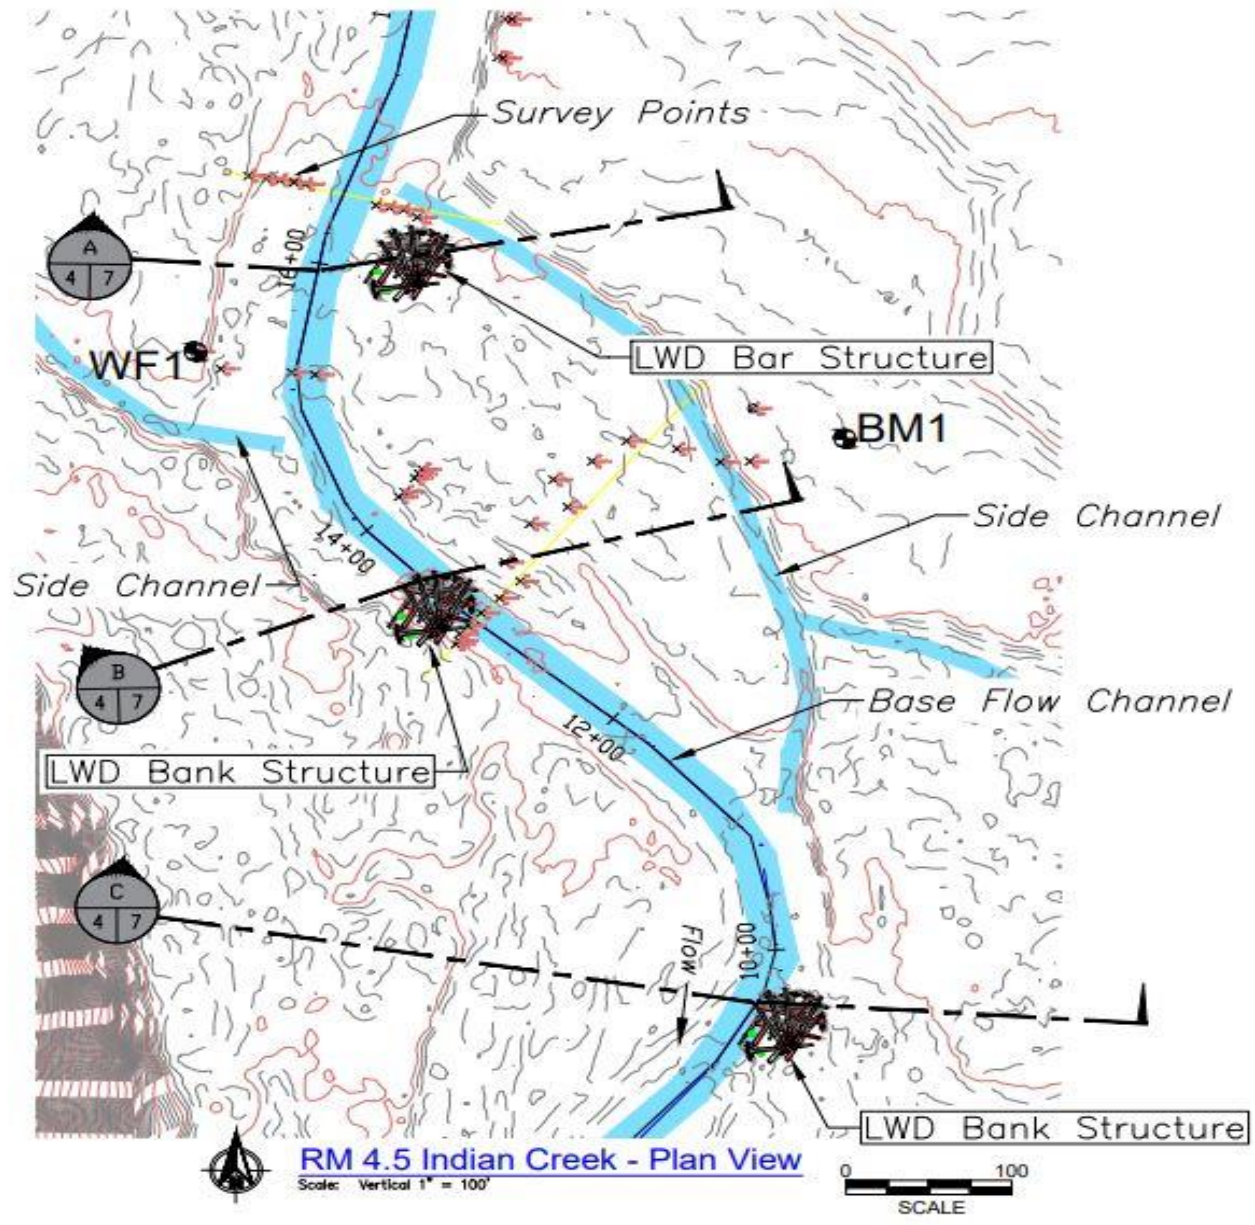 Survey Points
A
4 7
16+00
LWD Bar Structure
WF1
BM1
Side Channel
14+00
Side Channel
B
4 7
Base Flow Channel
12+00
LWD Bank Structure
C
4 7
Flow
10+00
LWD Bank Structure
RM 4.5 Indian Creek - Plan View
Scale: Vertical 1" = 100'
0 100
SCALE